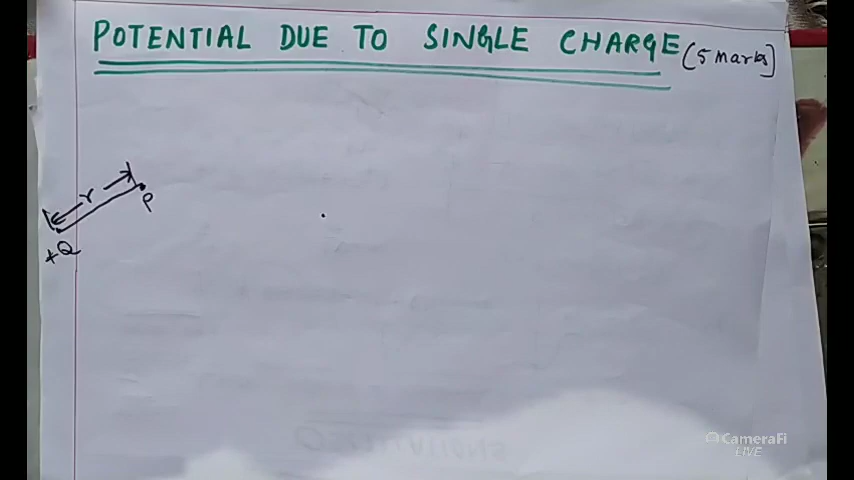 POTENTIAL DUE TO SINGLE CHARGE (5 marks]
r
P
+Q
CameraFi
LIVE